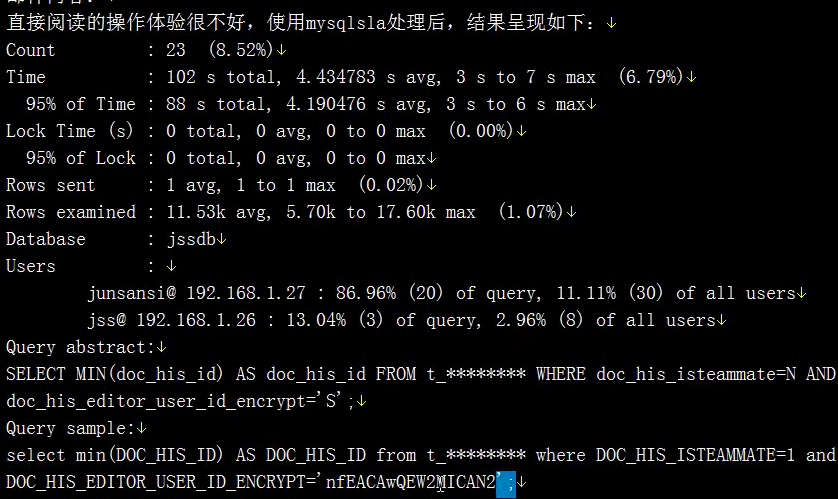 直接阅读的操作体验很不好，使用mysqlsla处理后，结果呈现如下：↓
Count : 23 (8.52%)↓
Time : 102 s total, 4.434783 s avg, 3 s to 7 s max (6.79%)↓
95% of Time : 88 s total, 4.190476 s avg, 3 s to 6 s max↓
Lock Time (s) : 0 total, 0 avg, 0 to 0 max (0.00%)↓
95% of Lock : 0 total, 0 avg, 0 to 0 max↓
Rows sent : 1 avg, 1 to 1 max (0.02%)↓
Rows examined : 11.53k avg, 5.70k to 17.60k max (1.07%)↓
Database : jssdb↓
Users : ↓
junsansi@ 192.168.1.27 : 86.96% (20) of query, 11.11% (30) of all users↓
jss@ 192.168.1.26 : 13.04% (3) of query, 2.96% (8) of all users↓
Query abstract:↓
SELECT MIN(doc_his_id) AS doc_his_id FROM t_******** WHERE doc_his_isteammate=N AND
doc_his_editor_user_id_encrypt='S';↓
Query sample:↓
select min(DOC_HIS_ID) AS DOC_HIS_ID from t_******** where DOC_HIS_ISTEAMMATE=1 and
DOC_HIS_EDITOR_USER_ID_ENCRYPT='nfEACAwQEW2MICAN2';↓